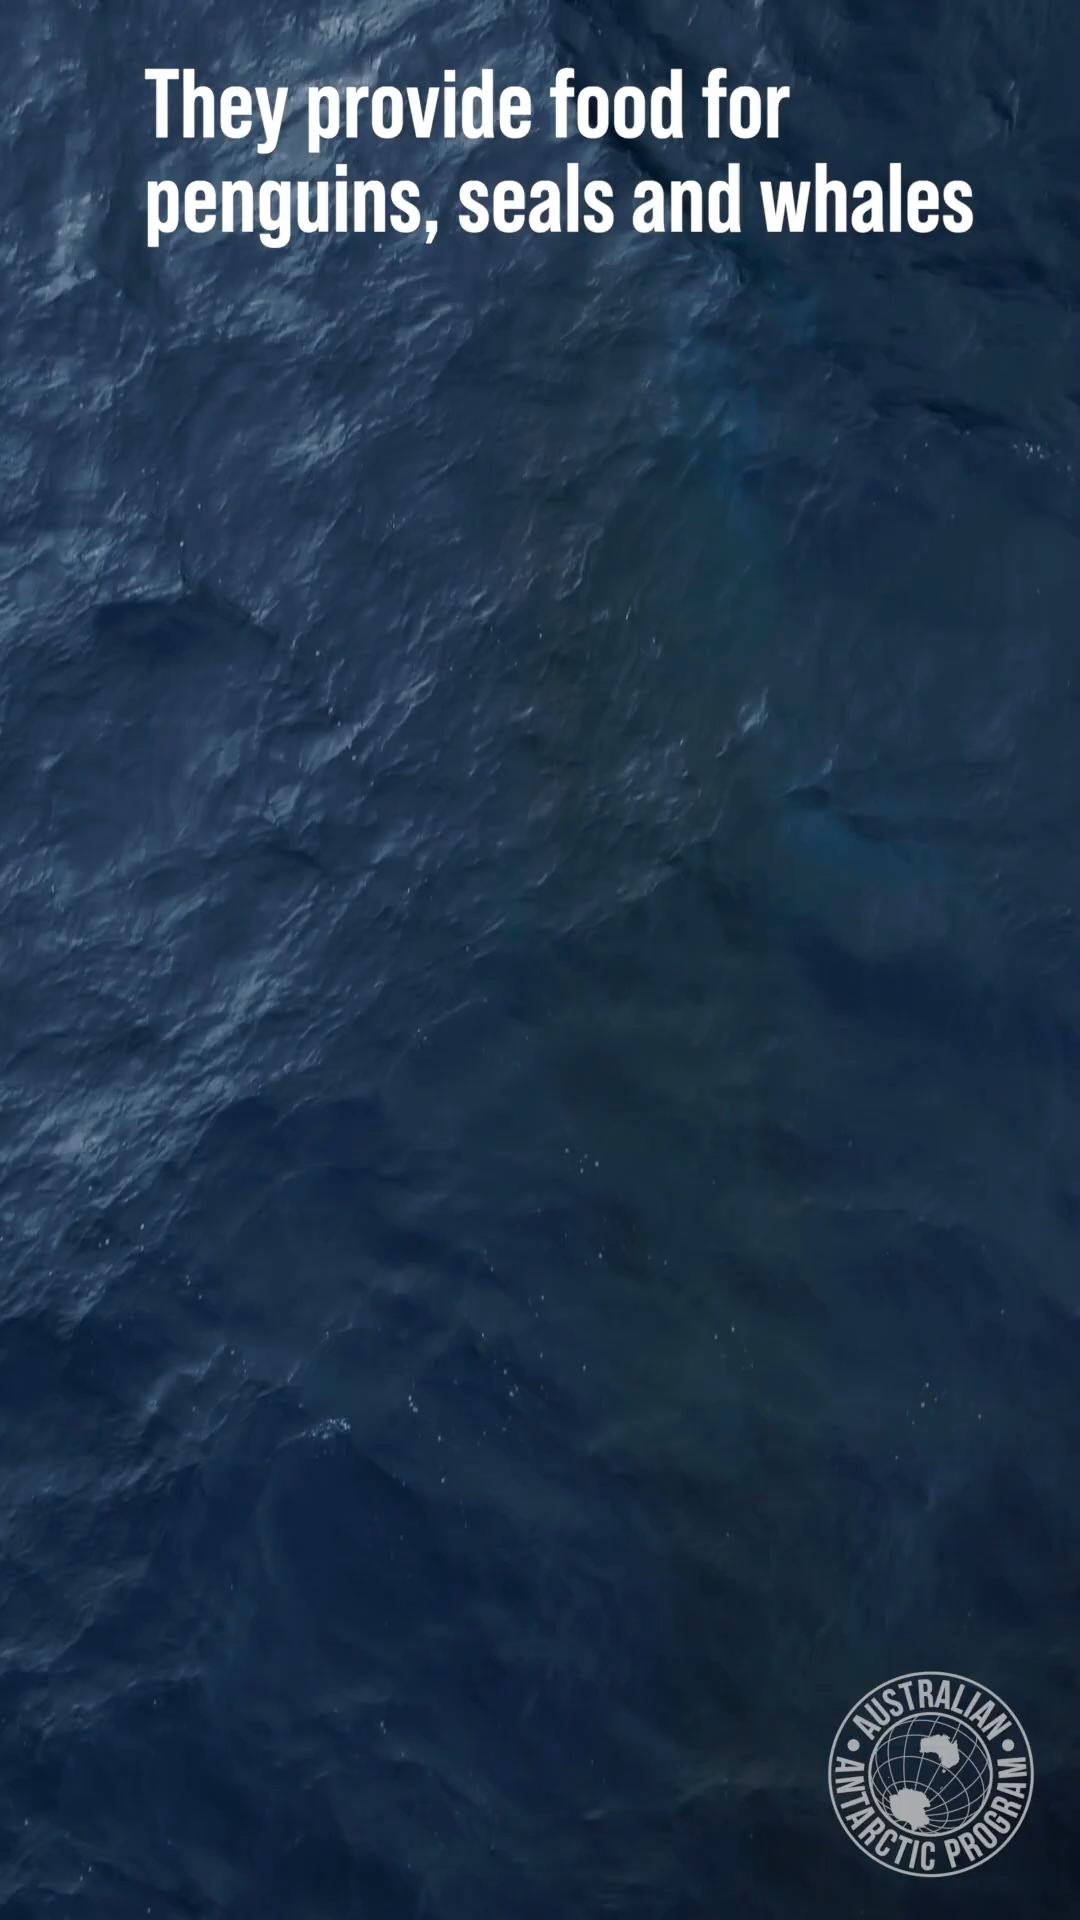 They provide food for
penguins, seals and whales
• AUSTRALIAN •
ANTARCTIC PROGRAM